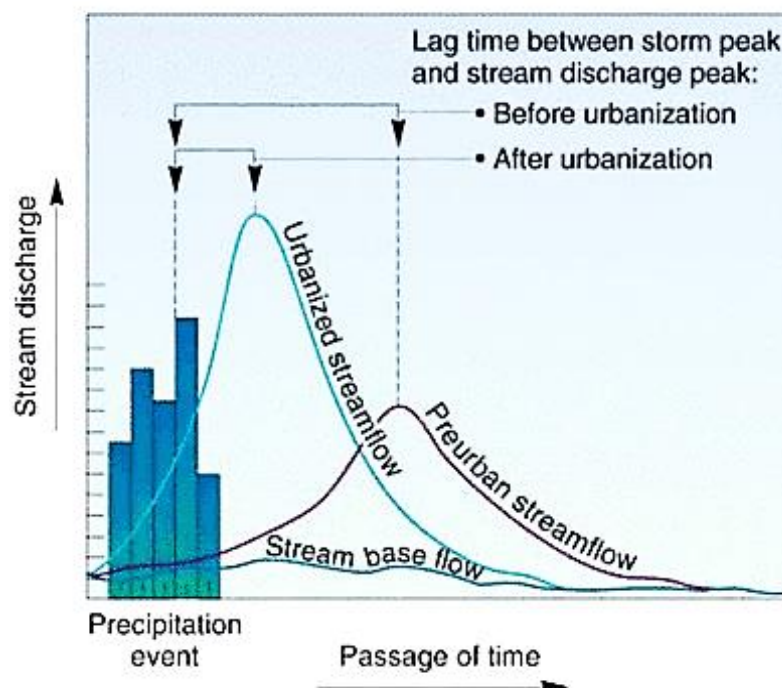 Lag time between storm peak
and stream discharge peak:
• Before urbanization
• After urbanization
Stream discharge
Urbanized streamflow
Preurban streamflow
Stream base flow
Precipitation
event
Passage of time